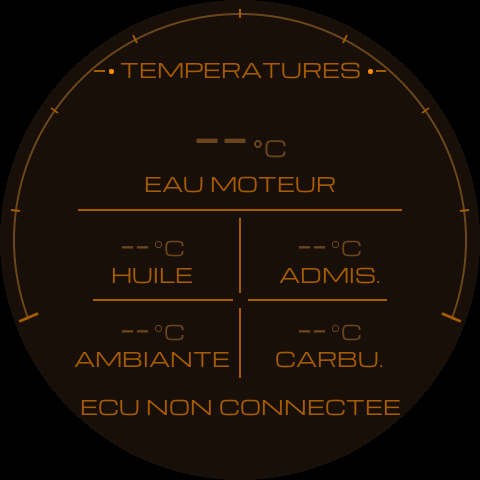 TEMPERATURES
-- °C
EAU MOTEUR
-- °C -- °C
HUILE ADMIS.
-- °C -- °C
AMBIANTE CARBU.
ECU NON CONNECTEE